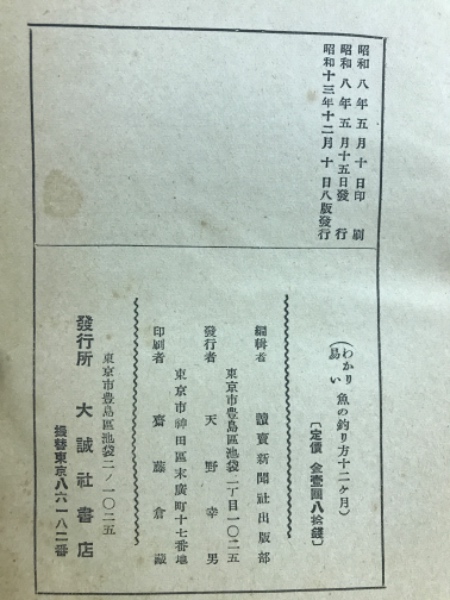 昭和八年五月十日印刷
昭和八年五月十五日發行
昭和十三年十二月十日八版發行
(わかり易い 魚の釣り方十二ヶ月)
〔定價 金壹圓八拾錢〕
編輯者 讀賣新聞社出版部
東京市豊島區池袋二丁目一〇二五
發行者 天野幸男
東京市神田區末廣町十七番地
印刷者 齋藤倉藏
東京市豊島區池袋二ノ一〇二五
發行所 大誠社書店
振替東京八六一八二番